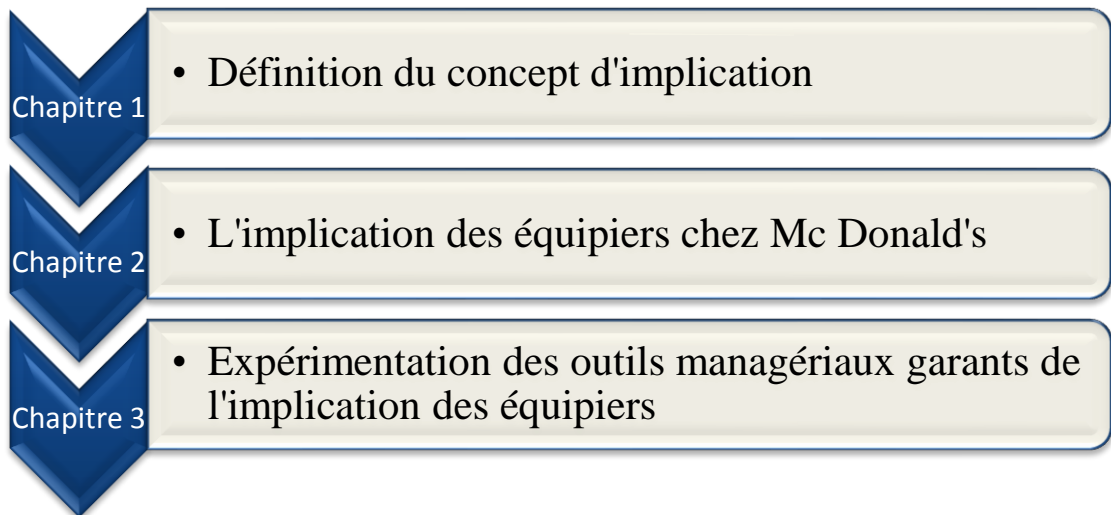 Chapitre 1
• Définition du concept d'implication
Chapitre 2
• L'implication des équipiers chez Mc Donald's
Chapitre 3
• Expérimentation des outils managériaux garants de
l'implication des équipiers